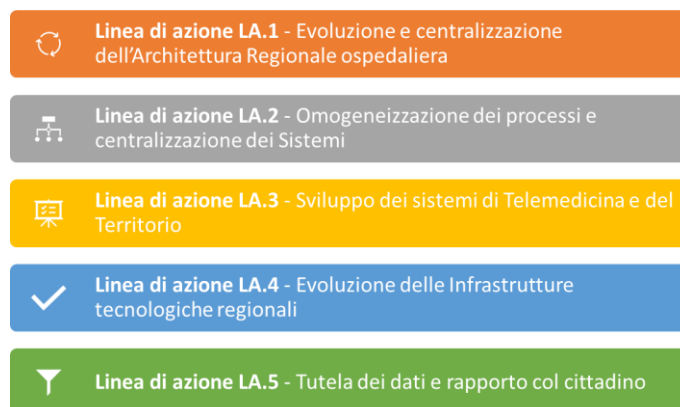 Linea di azione LA.1 - Evoluzione e centralizzazione
dell'Architettura Regionale ospedaliera
Linea di azione LA.2 - Omogeneizzazione dei processi e
centralizzazione dei Sistemi
Linea di azione LA.3 - Sviluppo dei sistemi di Telemedicina e del
Territorio
Linea di azione LA.4 - Evoluzione delle Infrastrutture
tecnologiche regionali
Linea di azione LA.5 - Tutela dei dati e rapporto col cittadino